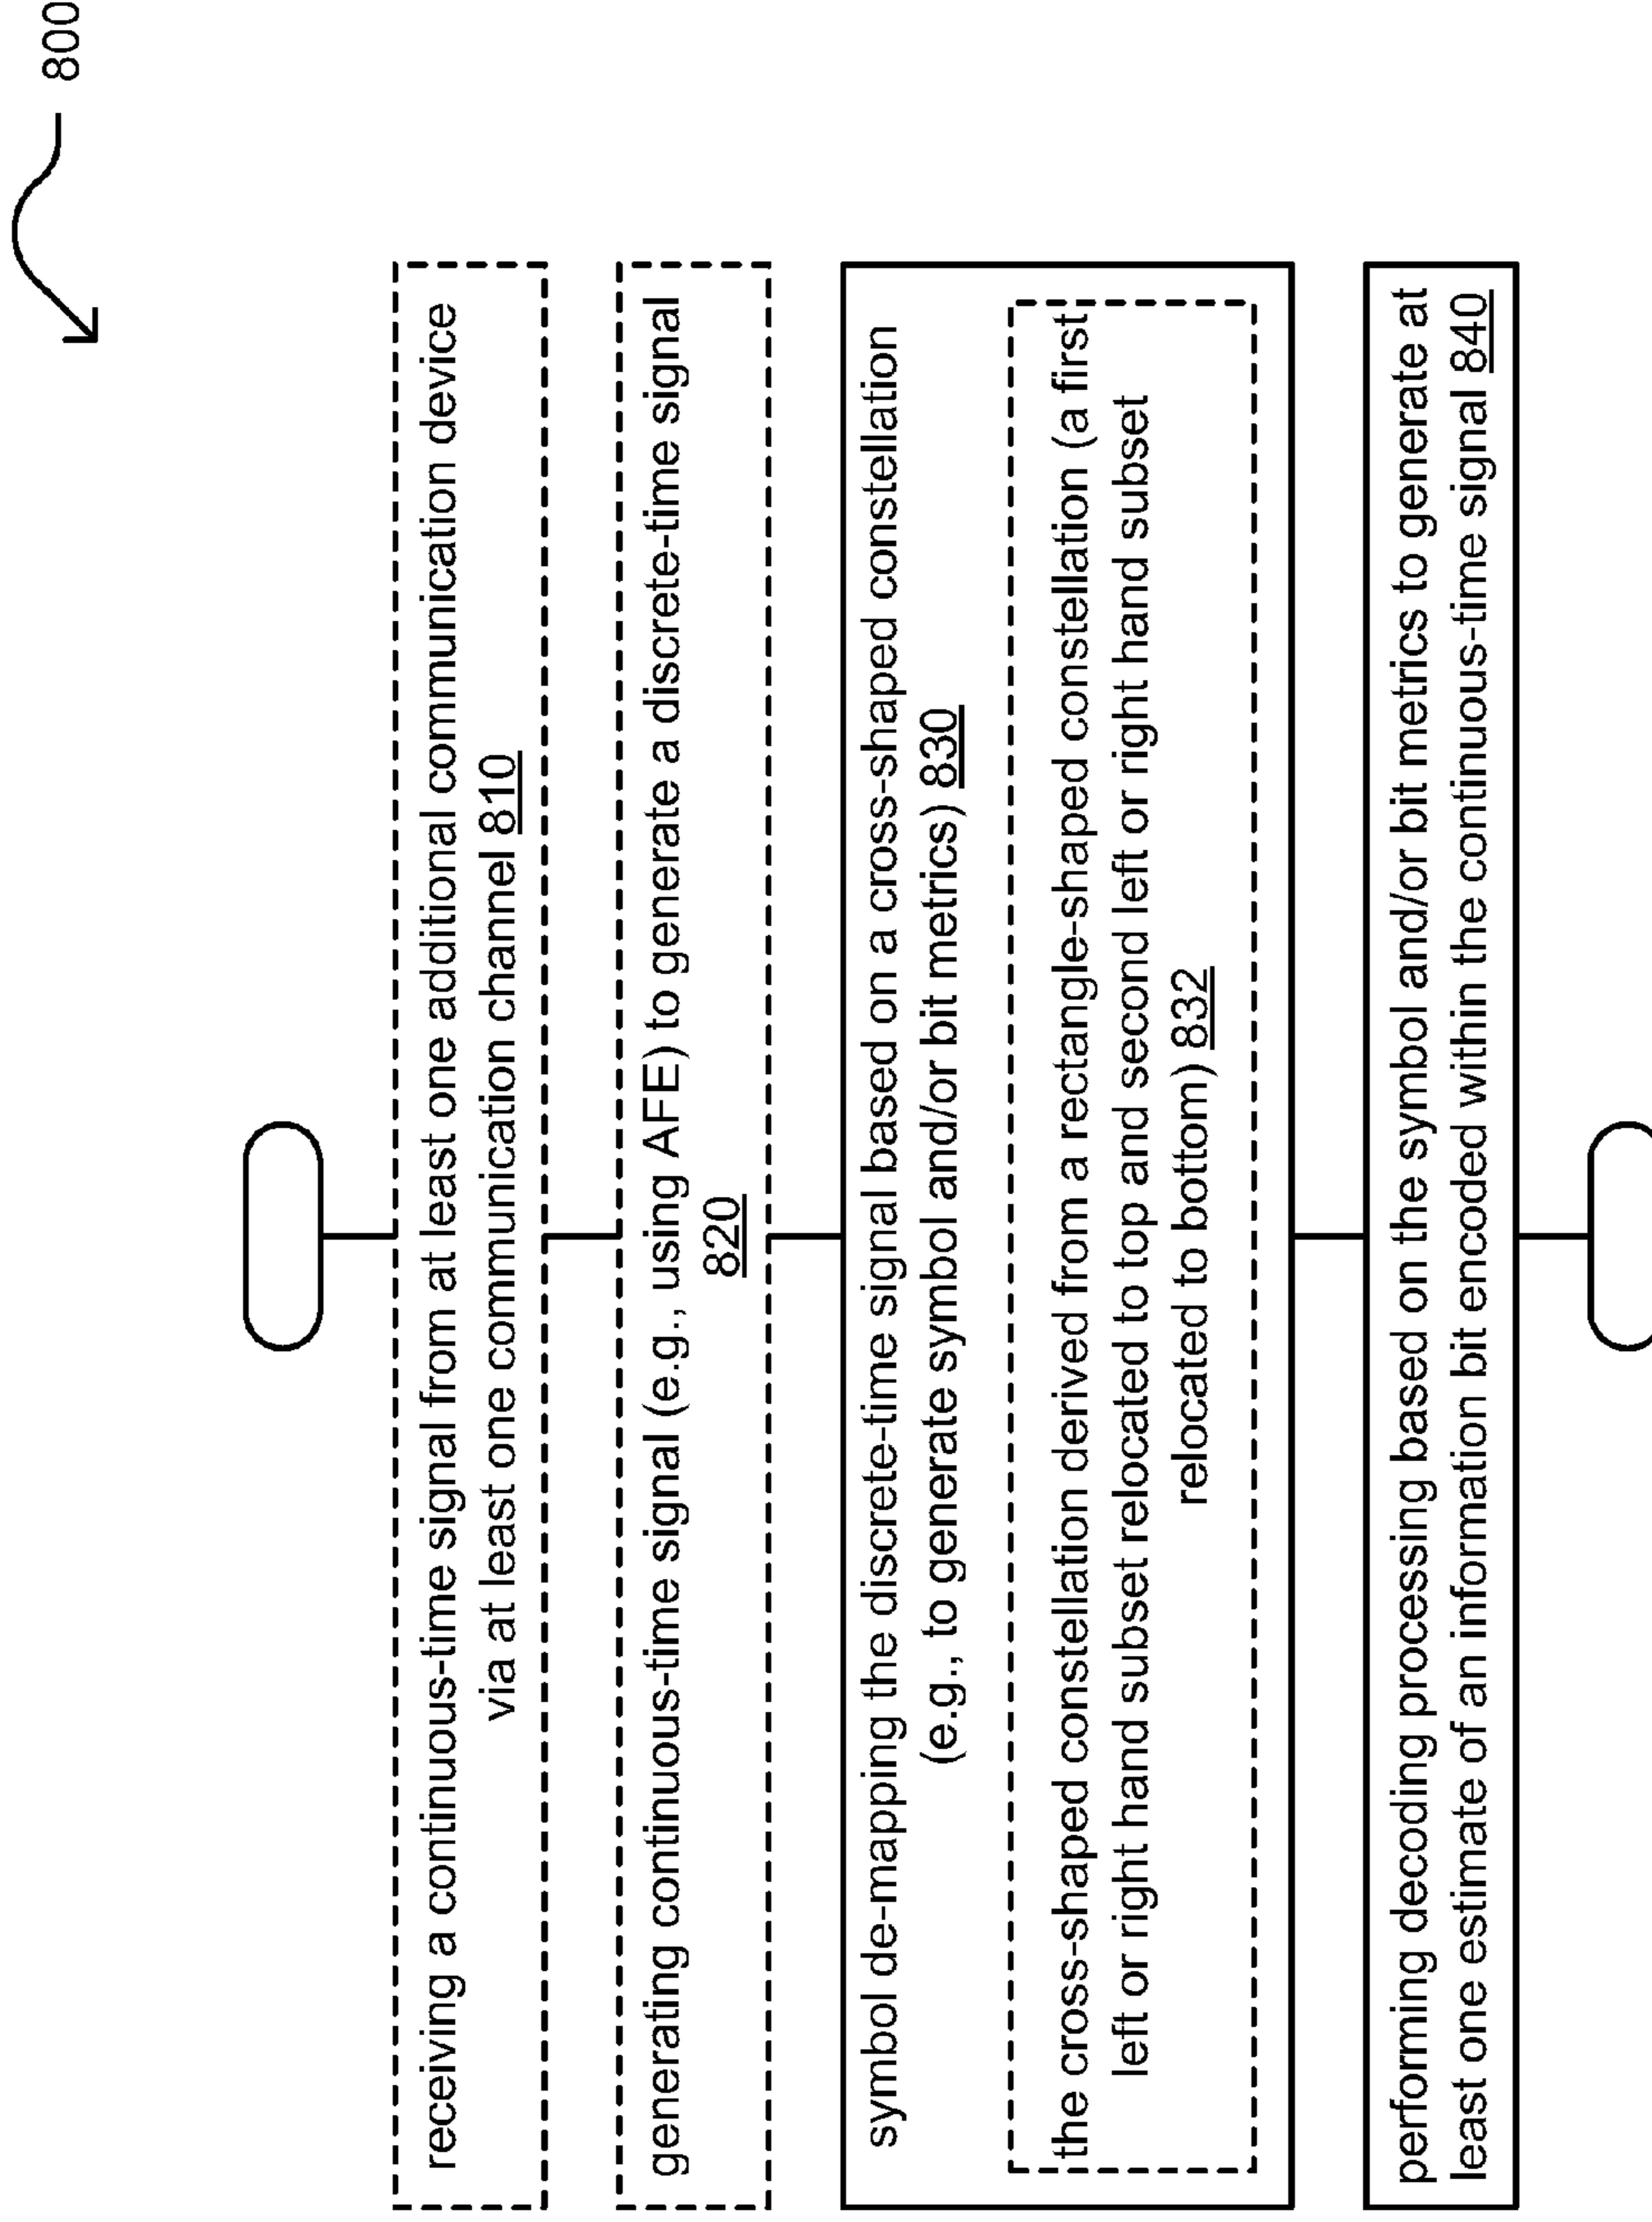 800
receiving a continuous-time signal from at least one additional communication device
via at least one communication channel 810
generating continuous-time signal (e.g., using AFE) to generate a discrete-time signal
820
symbol de-mapping the discrete-time signal based on a cross-shaped constellation
(e.g., to generate symbol and/or bit metrics) 830
the cross-shaped constellation derived from a rectangle-shaped constellation (a first
left or right hand subset relocated to top and second left or right hand subset
relocated to bottom) 832
performing decoding processing based on the symbol and/or bit metrics to generate at
least one estimate of an information bit encoded within the continuous-time signal 840